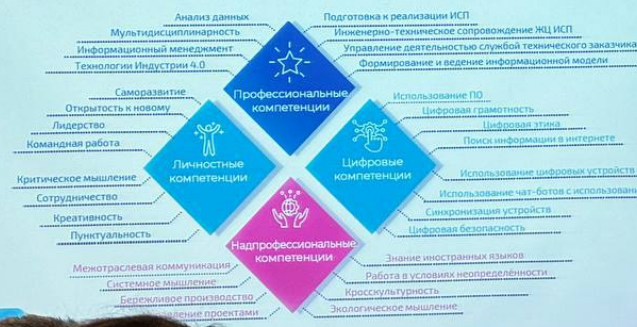 Анализ данных
Мультидисциплинарность
Информационный менеджмент
Технологии Индустрии 4.0
Подготовка к реализации ИСП
Инженерно-техническое сопровождение ЖЦ ИСП
Управление деятельностью службой технического заказчика
Формирование и ведение информационной модели
Профессиональные
компетенции
Саморазвитие
Открытость к новому
Лидерство
Командная работа
Критическое мышление
Сотрудничество
Креативность
Пунктуальность
Личностные
компетенции
Цифровые
компетенции
Использование ПО
Цифровая грамотность
Цифровая этика
Поиск информации в интернете
Использование цифровых устройств
Использование чат-ботов с
Синхронизация устройств
Цифровая безопасность
Надпрофессиональные
компетенции
Межотраслевая коммуникация
Системное мышление
Бережливое производство
проектами
Знание иностранных языков
Работа в условиях неопределённости
Кросскультурность
Экологическое мышление